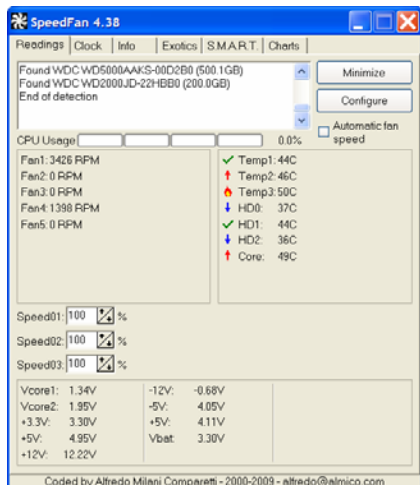 SpeedFan 4.38
Readings Clock Info Exotics S.M.A.R.T. Charts
Found WDC WD5000AAKS-00D2B0 (500.1GB)
Found WDC WD2000JD-22HBB0 (200.0GB)
End of detection
Minimize
Configure
Automatic fan
speed
CPU Usage 0.0%
Fan1: 3426 RPM
Fan2: 0 RPM
Fan3: 0 RPM
Fan4: 1398 RPM
Fan5: 0 RPM
Temp1: 44C
Temp2: 46C
Temp3: 50C
HD0: 37C
HD1: 44C
HD2: 36C
Core: 49C
Speed01: 100 %
Speed02: 100 %
Speed03: 100 %
Vcore1: 1.34V
Vcore2: 1.95V
+3.3V: 3.30V
+5V: 4.95V
+12V: 12.22V
-12V: -0.68V
-5V: 4.05V
+5V: 4.11V
Vbat: 3.30V
Coded by Alfredo Milani Comparetti - 2000-2009 - alfredo@almico.com